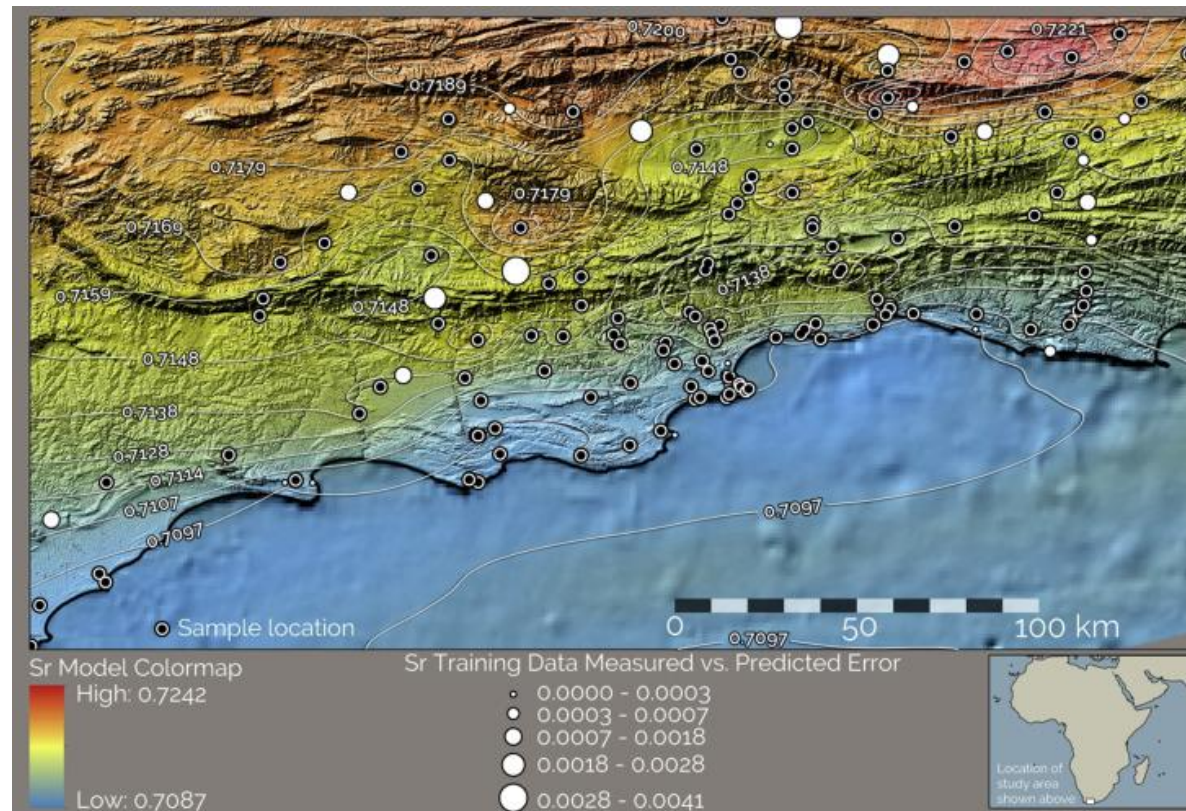 0.7200
0.7221
0.7189
0.7179
0.7148
0.7179
0.7169
0.7159
0.7138
0.7148
0.7148
0.7138
0.7128
0.7114
0.7107
0.7097
0.7097
0.7097
Sample location
0 50 100 km
Sr Model Colormap
High: 0.7242
Low: 0.7087
Sr Training Data Measured vs. Predicted Error
0.0000 - 0.0003
0.0003 - 0.0007
0.0007 - 0.0018
0.0018 - 0.0028
0.0028 - 0.0041
Location of
study area
shown above